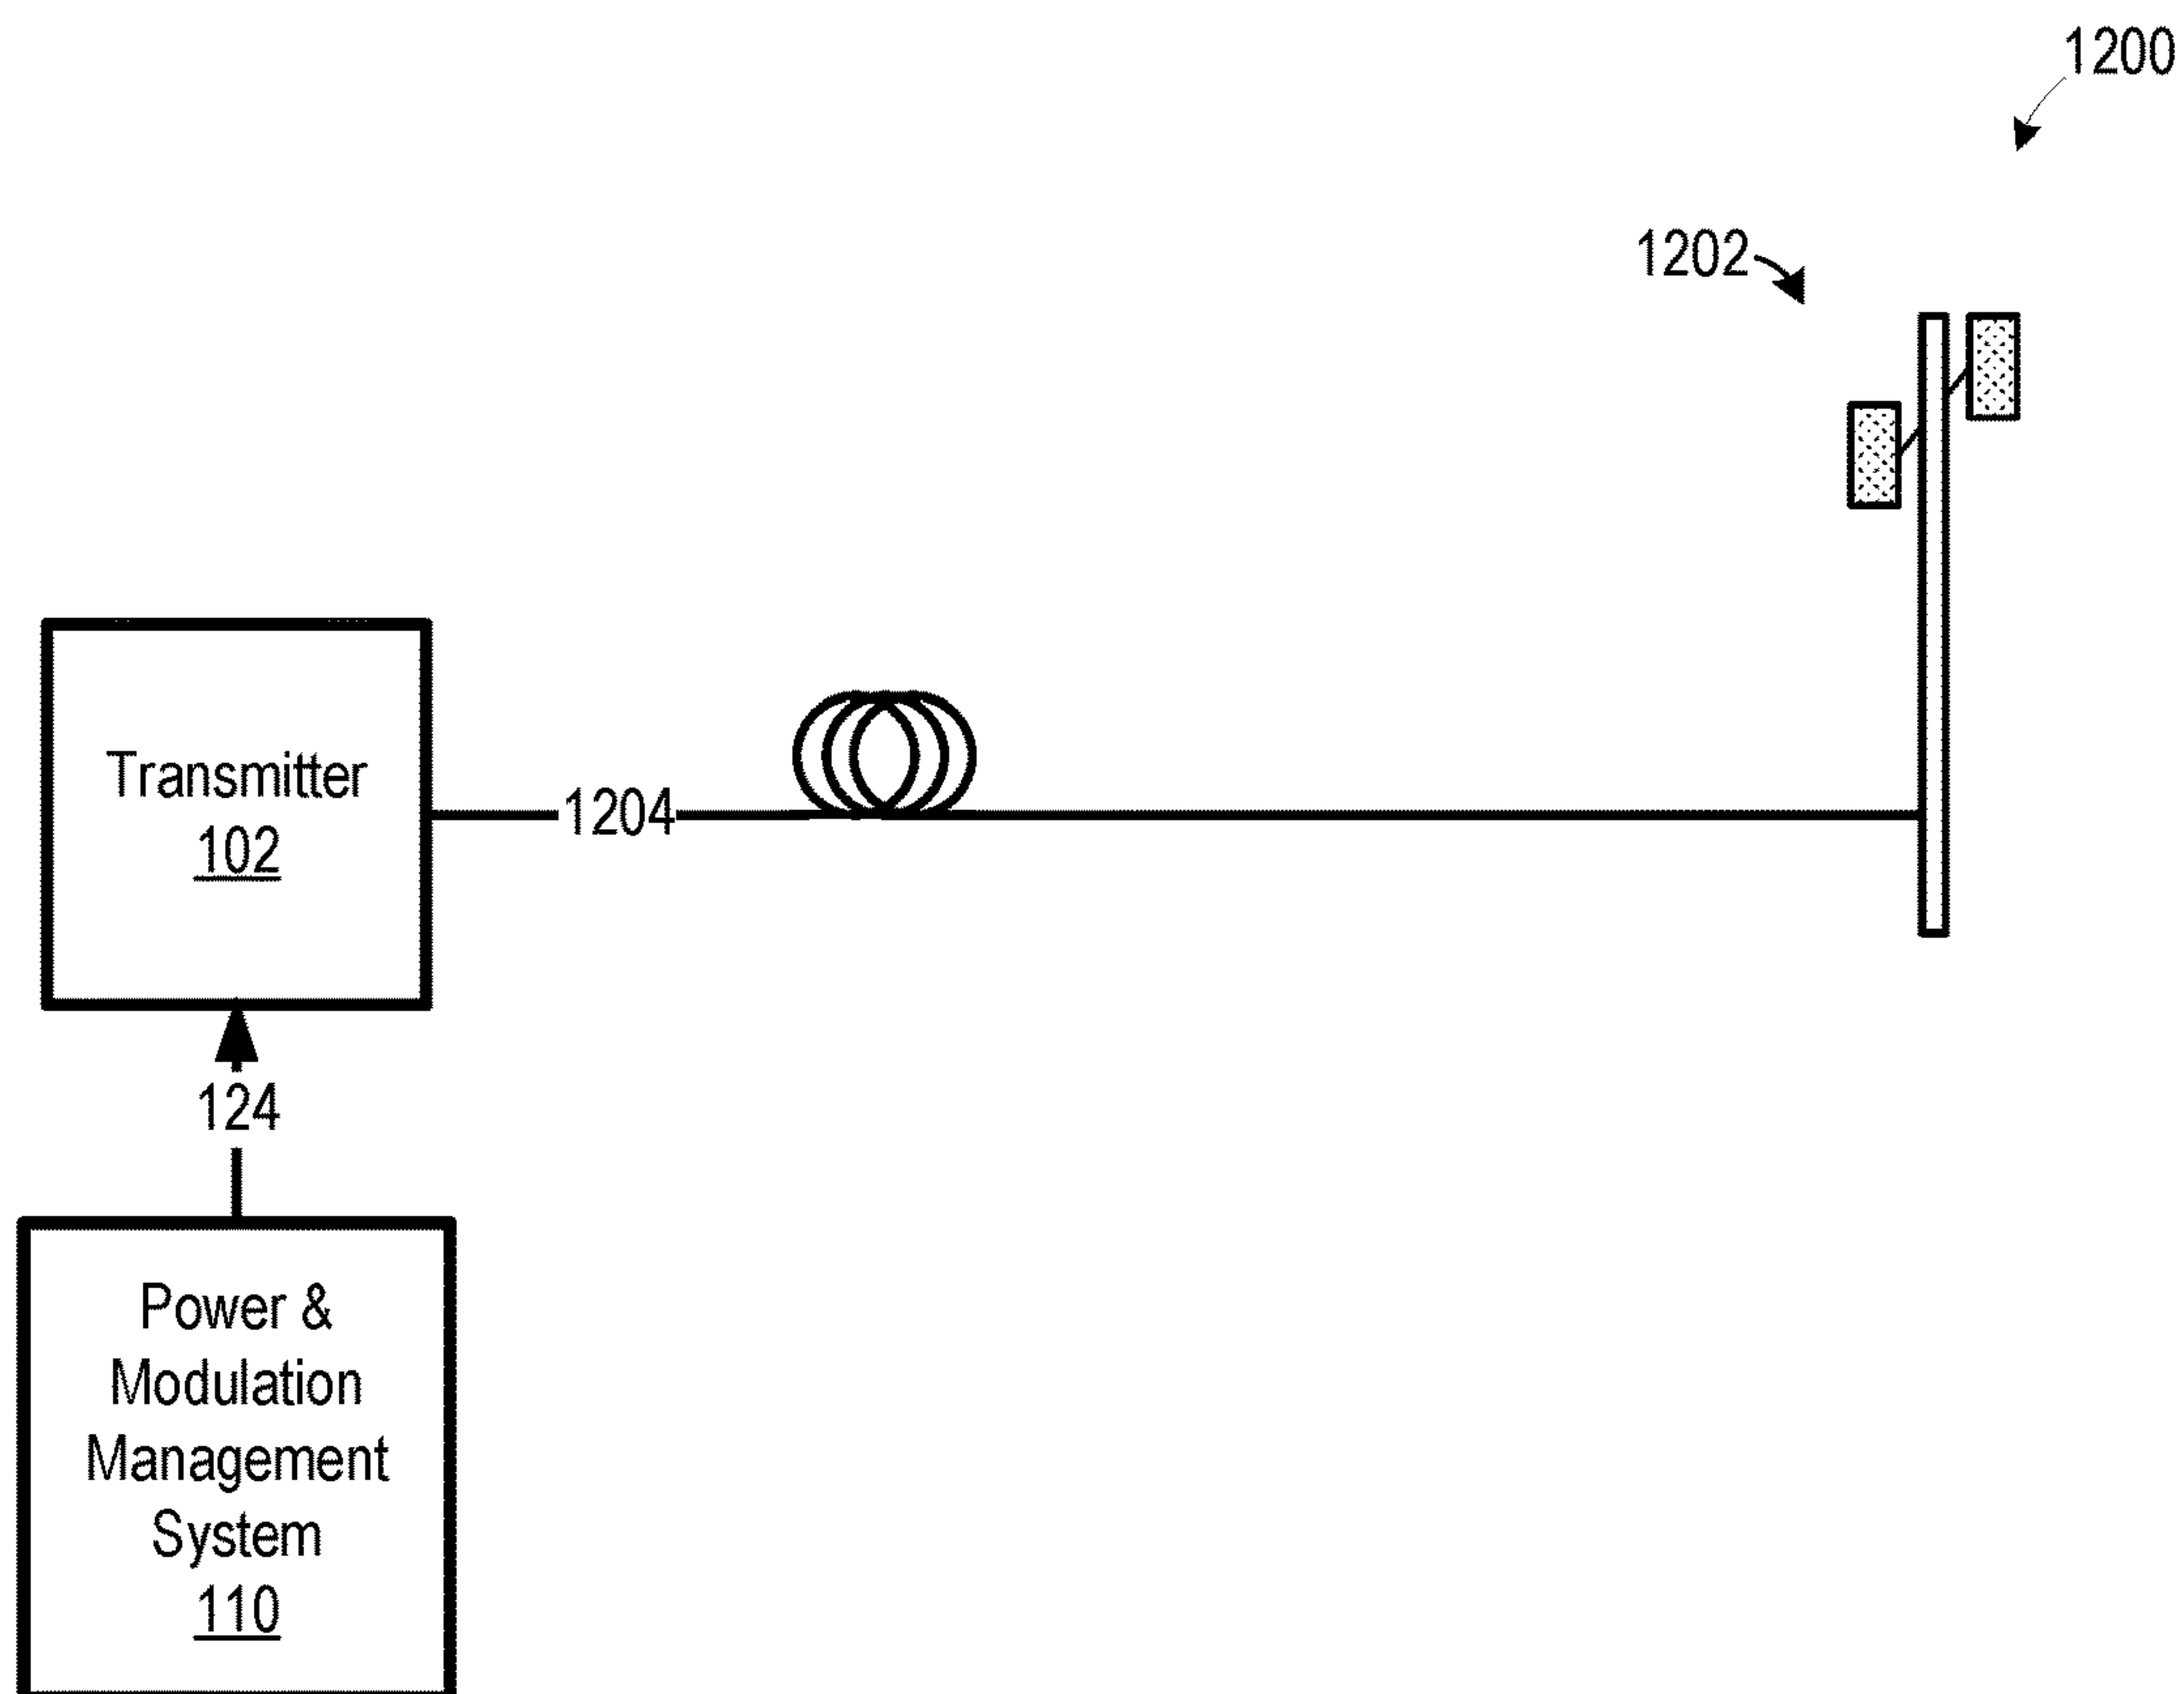 1200
1202
Transmitter
102
1204
124
Power &
Modulation
Management
System
110